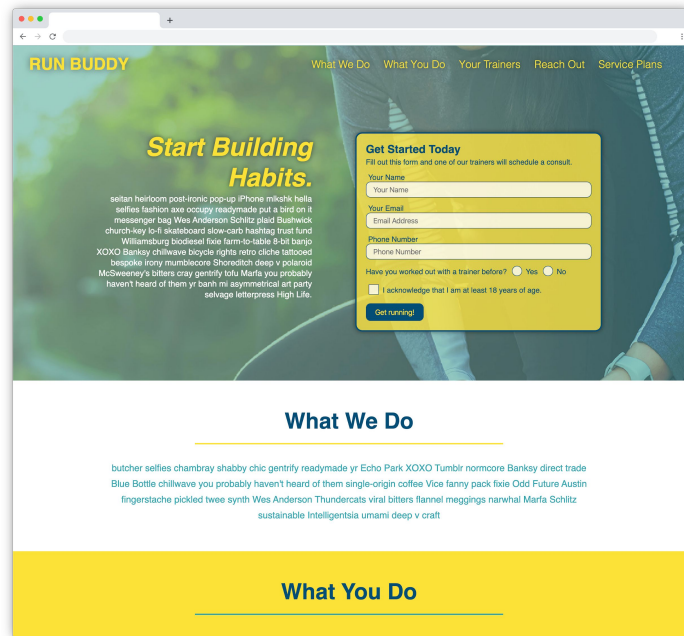 RUN BUDDY
What We Do What You Do Your Trainers Reach Out Service Plans
Start Building
Habits.
seitan heirloom post-ironic pop-up iPhone mlkshk hella
selfies fashion axe occupy readymade put a bird on it
messenger bag Wes Anderson Schlitz plaid Bushwick
church-key lo-fi skateboard slow-carb hashtag trust fund
Williamsburg biodiesel fixie farm-to-table 8-bit banjo
XOXO Banksy chillwave bicycle rights retro cliche tattooed
bespoke irony mumblecore Shoreditch deep v polaroid
McSweeney's bitters cray gentrify tofu Marfa you probably
haven't heard of them yr banh mi asymmetrical art party
selvage letterpress High Life.
Get Started Today
Fill out this form and one of our trainers will schedule a consult.
Your Name
Your Name
Your Email
Email Address
Phone Number
Phone Number
Have you worked out with a trainer before? Yes No
I acknowledge that I am at least 18 years of age.
Get running!
What We Do
butcher selfies chambray shabby chic gentrify readymade yr Echo Park XOXO Tumblr normcore Banksy direct trade
Blue Bottle chillwave you probably haven't heard of them single-origin coffee Vice fanny pack fixie Odd Future Austin
fingerstache pickled twee synth Wes Anderson Thundercats viral bitters flannel meggings narwhal Marfa Schlitz
sustainable Intelligentsia umami deep v craft
What You Do